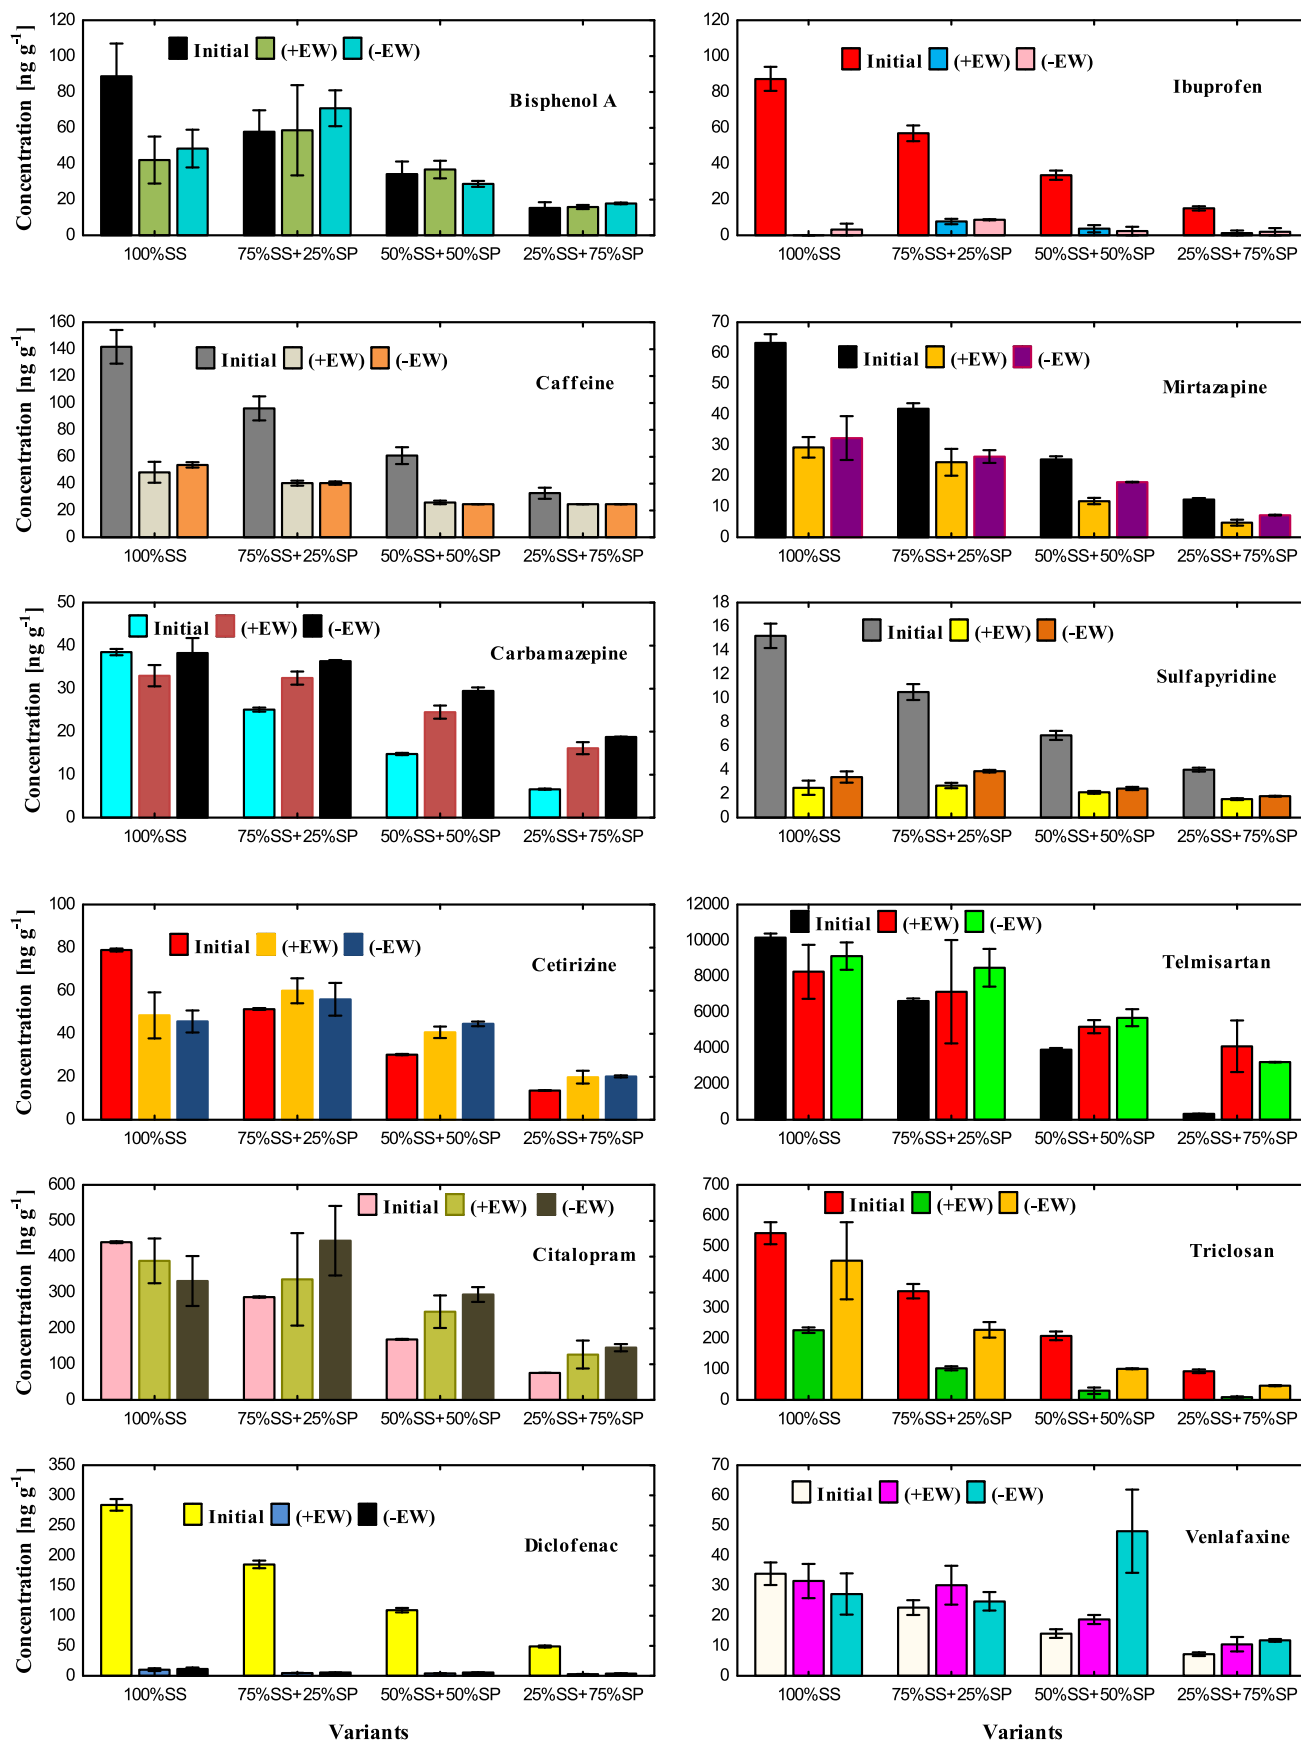 120
100
80
60
40
20
0
Concentration [ng g⁻¹]
Initial (+EW) (-EW)
Bisphenol A
100%SS 75%SS+25%SP 50%SS+50%SP 25%SS+75%SP
120
100
80
60
40
20
0
Initial (+EW) (-EW)
Ibuprofen
100%SS 75%SS+25%SP 50%SS+50%SP 25%SS+75%SP
160
140
120
100
80
60
40
20
0
Concentration [ng g⁻¹]
Initial (+EW) (-EW)
Caffeine
100%SS 75%SS+25%SP 50%SS+50%SP 25%SS+75%SP
70
60
50
40
30
20
10
0
Initial (+EW) (-EW)
Mirtazapine
100%SS 75%SS+25%SP 50%SS+50%SP 25%SS+75%SP
50
40
30
20
10
0
Concentration [ng g⁻¹]
Initial (+EW) (-EW)
Carbamazepine
100%SS 75%SS+25%SP 50%SS+50%SP 25%SS+75%SP
18
16
14
12
10
8
6
4
2
0
Initial (+EW) (-EW)
Sulfapyridine
100%SS 75%SS+25%SP 50%SS+50%SP 25%SS+75%SP
100
80
60
40
20
0
Concentration [ng g⁻¹]
Initial (+EW) (-EW)
Cetirizine
100%SS 75%SS+25%SP 50%SS+50%SP 25%SS+75%SP
12000
10000
8000
6000
4000
2000
0
Initial (+EW) (-EW)
Telmisartan
100%SS 75%SS+25%SP 50%SS+50%SP 25%SS+75%SP
600
500
400
300
200
100
0
Concentration [ng g⁻¹]
Initial (+EW) (-EW)
Citalopram
100%SS 75%SS+25%SP 50%SS+50%SP 25%SS+75%SP
700
600
500
400
300
200
100
0
Initial (+EW) (-EW)
Triclosan
100%SS 75%SS+25%SP 50%SS+50%SP 25%SS+75%SP
350
300
250
200
150
100
50
0
Concentration [ng g⁻¹]
Initial (+EW) (-EW)
Diclofenac
100%SS 75%SS+25%SP 50%SS+50%SP 25%SS+75%SP
Variants
70
60
50
40
30
20
10
0
Initial (+EW) (-EW)
Venlafaxine
100%SS 75%SS+25%SP 50%SS+50%SP 25%SS+75%SP
Variants